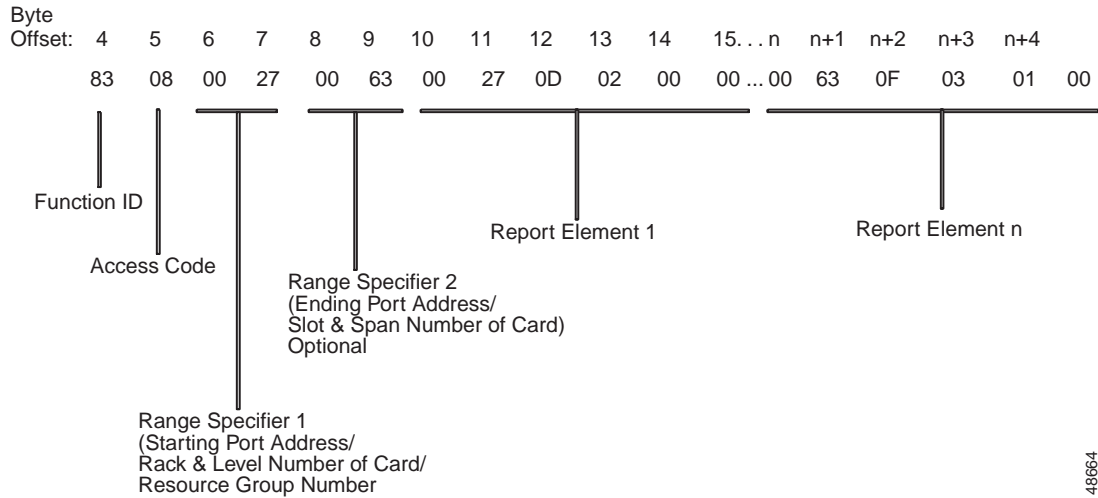 Byte
Offset: 4 5 6 7 8 9 10 11 12 13 14 15. . . n n+1 n+2 n+3 n+4
83 08 00 27 00 63 00 27 0D 02 00 00 ... 00 63 0F 03 01 00
Function ID
Report Element 1
Report Element n
Access Code
Range Specifier 2
(Ending Port Address/
Slot & Span Number of Card)
Optional
Range Specifier 1
(Starting Port Address/
Rack & Level Number of Card/
Resource Group Number
48664